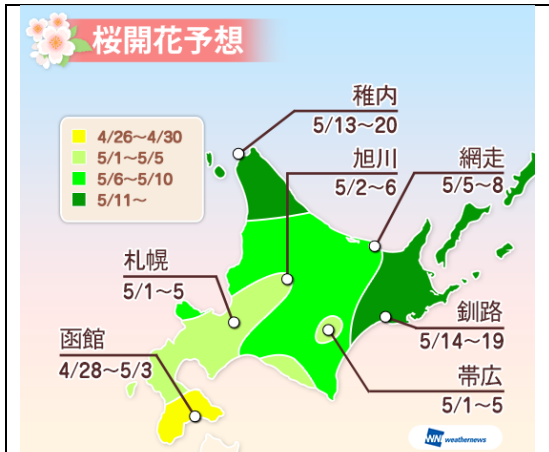 桜開花予想
4/26～4/30
5/1～5/5
5/6～5/10
5/11～
稚内
5/13～20
旭川
5/2～6
網走
5/5～8
札幌
5/1～5
函館
4/28～5/3
釧路
5/14～19
帯広
5/1～5
WN weathernews